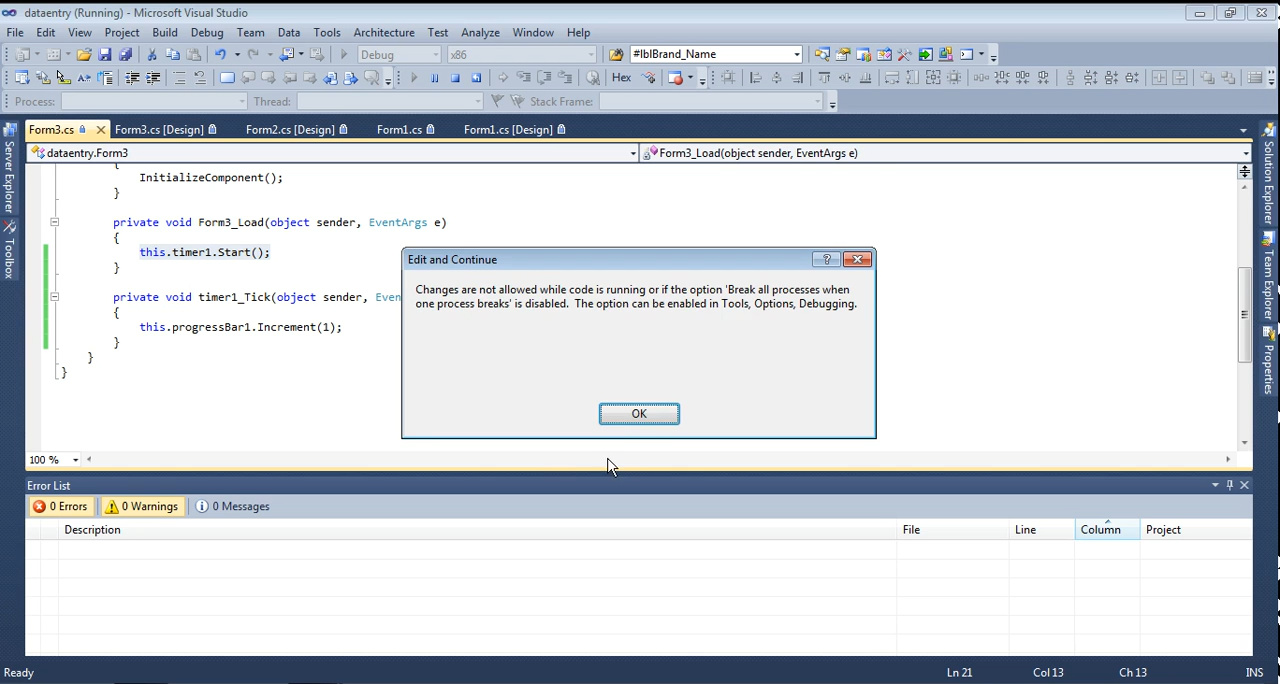 dataentry (Running) - Microsoft Visual Studio
File Edit View Project Build Debug Team Data Tools Architecture Test Analyze Window Help
Debug x86 #lblBrand_Name
Hex
Process: Thread: Stack Frame:
Form3.cs Form3.cs [Design] Form2.cs [Design] Form1.cs Form1.cs [Design]
dataentry.Form3 Form3_Load(object sender, EventArgs e)
Server Explorer
Toolbox
{
InitializeComponent();
}
private void Form3_Load(object sender, EventArgs e)
{
this.timer1.Start();
}
private void timer1_Tick(object sender, Even
{
this.progressBar1.Increment(1);
}
}
}
Edit and Continue
Changes are not allowed while code is running or if the option 'Break all processes when
one process breaks' is disabled. The option can be enabled in Tools, Options, Debugging.
OK
Solution Explorer
Team Explorer
Properties
100 %
Error List
0 Errors 0 Warnings 0 Messages
Description File Line Column Project
Ready Ln 21 Col 13 Ch 13 INS